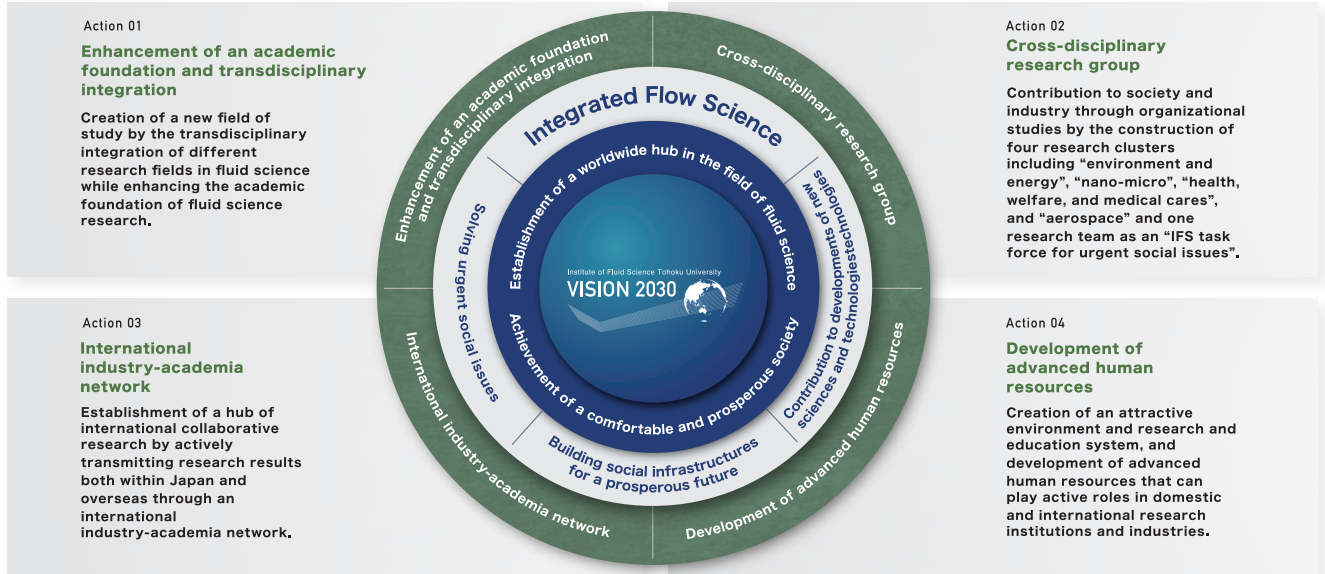 Action 01
Enhancement of an academic
foundation and transdisciplinary
integration
Creation of a new field of
study by the transdisciplinary
integration of different
research fields in fluid science
while enhancing the academic
foundation of fluid science
research.
Action 02
Cross-disciplinary
research group
Contribution to society and
industry through organizational
studies by the construction of
four research clusters
including “environment and
energy”, “nano-micro”, “health,
welfare, and medical cares”,
and “aerospace” and one
research team as an “IFS task
force for urgent social issues”.
Enhancement of an academic foundation
and transdisciplinary integration
Cross-disciplinary research group
Integrated Flow Science
Establishment of a worldwide hub in the field of fluid science
Solving urgent social issues
Contribution to developments of new
sciences and technologiestechnologies
Institute of Fluid Science Tohoku University
VISION 2030
Achievement of a comfortable and prosperous society
Building social infrastructures
for a prosperous future
International industry-academia network
Development of advanced human resources
Action 03
International
industry-academia
network
Establishment of a hub of
international collaborative
research by actively
transmitting research results
both within Japan and
overseas through an
international
industry-academia network.
Action 04
Development of
advanced human
resources
Creation of an attractive
environment and research and
education system, and
development of advanced
human resources that can
play active roles in domestic
and international research
institutions and industries.